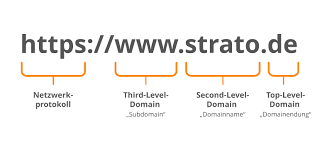 https://www.strato.de
Netzwerk- Third-Level- Second-Level- Top-Level-
protokoll Domain Domain Domain
„Subdomain“ „Domainname“ „Domainendung“